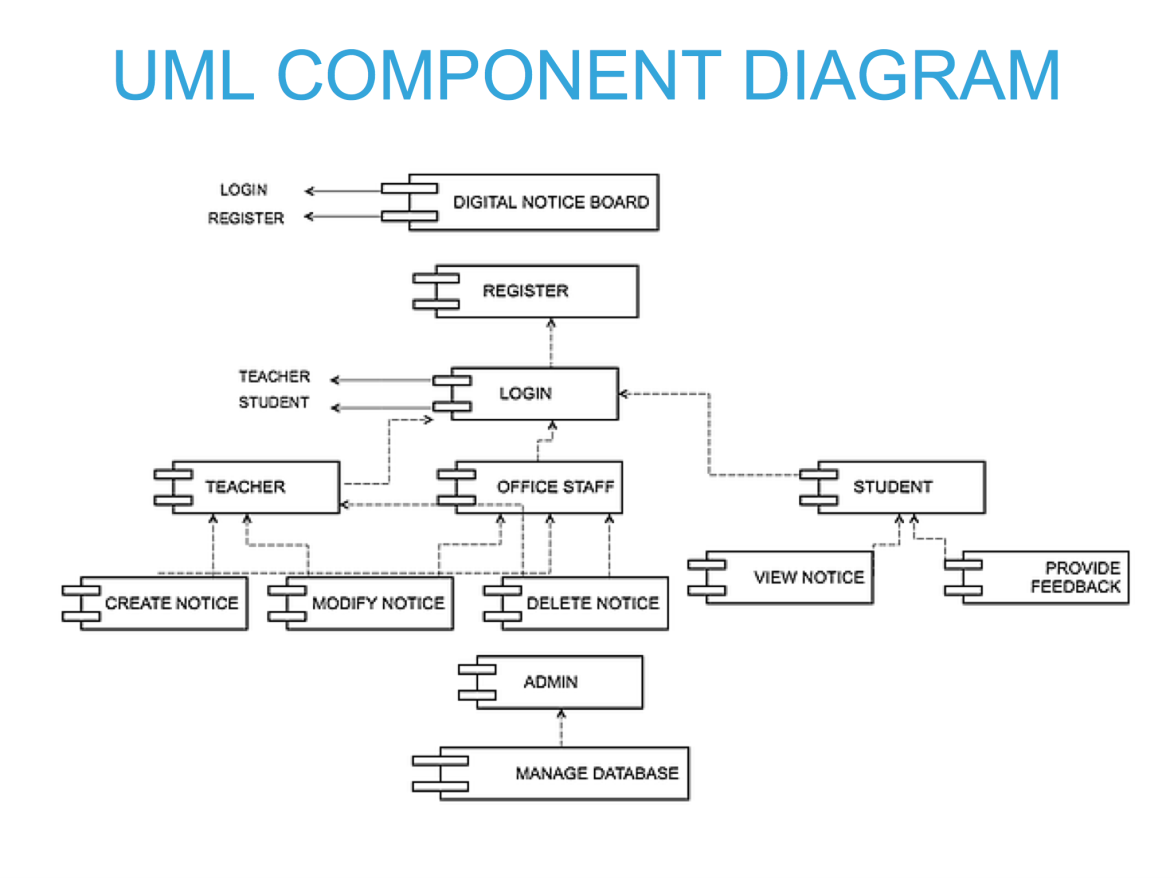 UML COMPONENT DIAGRAM
LOGIN
REGISTER
DIGITAL NOTICE BOARD
REGISTER
TEACHER
STUDENT
LOGIN
TEACHER
OFFICE STAFF
STUDENT
CREATE NOTICE
MODIFY NOTICE
DELETE NOTICE
VIEW NOTICE
PROVIDE
FEEDBACK
ADMIN
MANAGE DATABASE